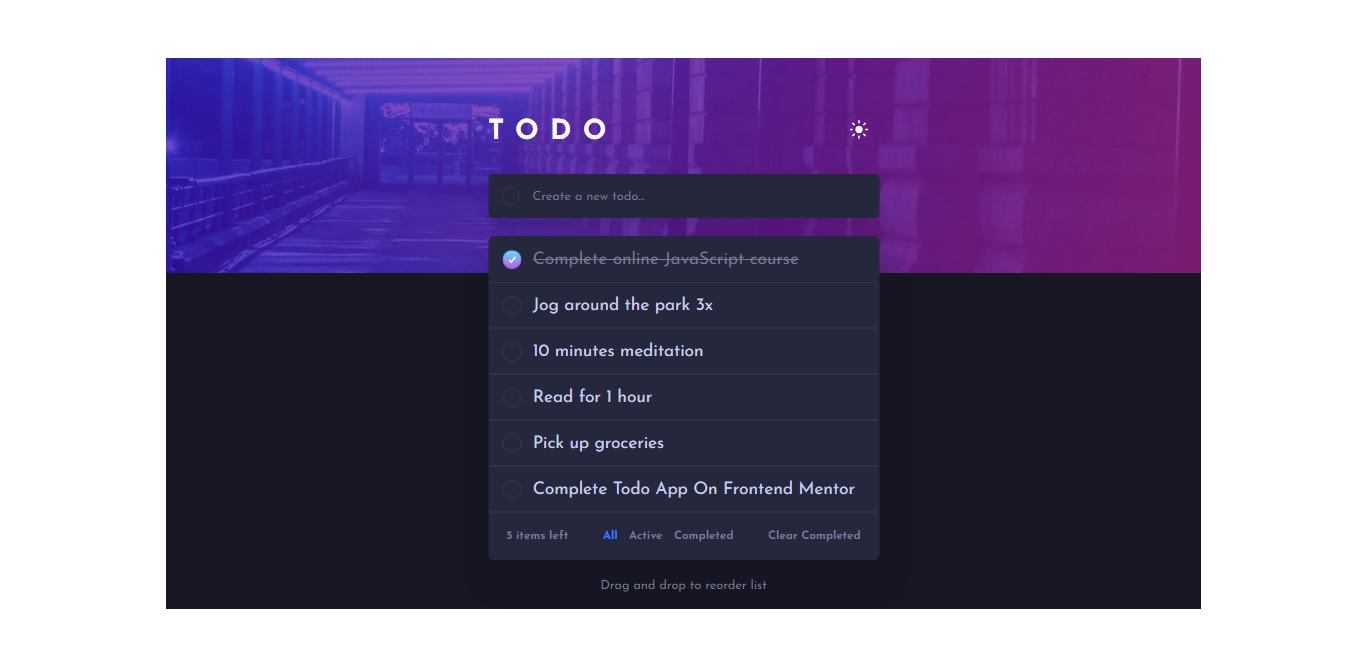 TODO
Create a new todo...
Complete online JavaScript course
Jog around the park 3x
10 minutes meditation
Read for 1 hour
Pick up groceries
Complete Todo App On Frontend Mentor
5 items left All Active Completed Clear Completed
Drag and drop to reorder list